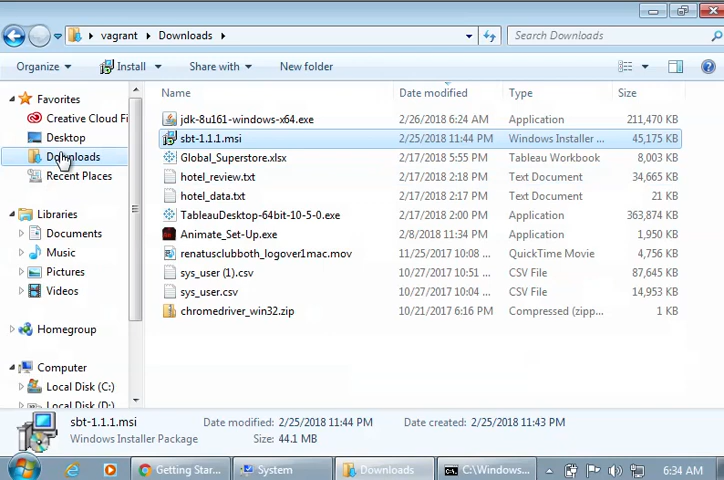 vagrant Downloads
Search Downloads
Organize Install Share with New folder
Name Date modified Type Size
Favorites
Creative Cloud Fi
Desktop
Downloads
Recent Places
Libraries
Documents
Music
Pictures
Videos
Homegroup
Computer
Local Disk (C:)
Local Disk (D:)
jdk-8u161-windows-x64.exe 2/26/2018 6:24 AM Application 211,470 KB
sbt-1.1.1.msi 2/25/2018 11:44 PM Windows Installer ... 45,175 KB
Global_Superstore.xlsx 2/17/2018 5:55 PM Tableau Workbook 8,003 KB
hotel_review.txt 2/17/2018 2:18 PM Text Document 34,665 KB
hotel_data.txt 2/17/2018 2:17 PM Text Document 21 KB
TableauDesktop-64bit-10-5-0.exe 2/17/2018 2:00 PM Application 363,874 KB
Animate_Set-Up.exe 2/8/2018 11:34 PM Application 1,950 KB
renatusclubboth_logover1mac.mov 11/25/2017 10:08 ... QuickTime Movie 4,756 KB
sys_user (1).csv 10/27/2017 10:51 ... CSV File 87,645 KB
sys_user.csv 10/27/2017 10:04 ... CSV File 14,953 KB
chromedriver_win32.zip 10/21/2017 6:16 PM Compressed (zipp... 1 KB
sbt-1.1.1.msi Date modified: 2/25/2018 11:44 PM Date created: 2/25/2018 11:43 PM
Windows Installer Package Size: 44.1 MB
Getting Star... System Downloads C:\Windows... 6:34 AM